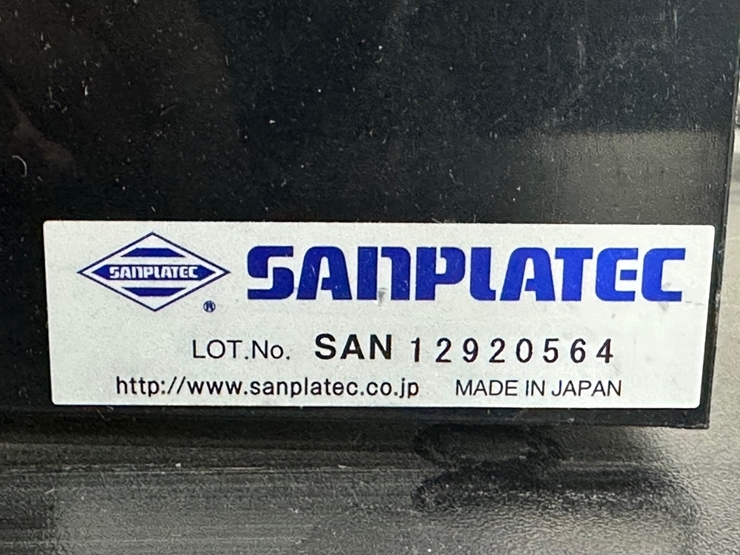 SANPLATEC
®
SANPLATEC
LOT.No. SAN 12920564
http://www.sanplatec.co.jp MADE IN JAPAN